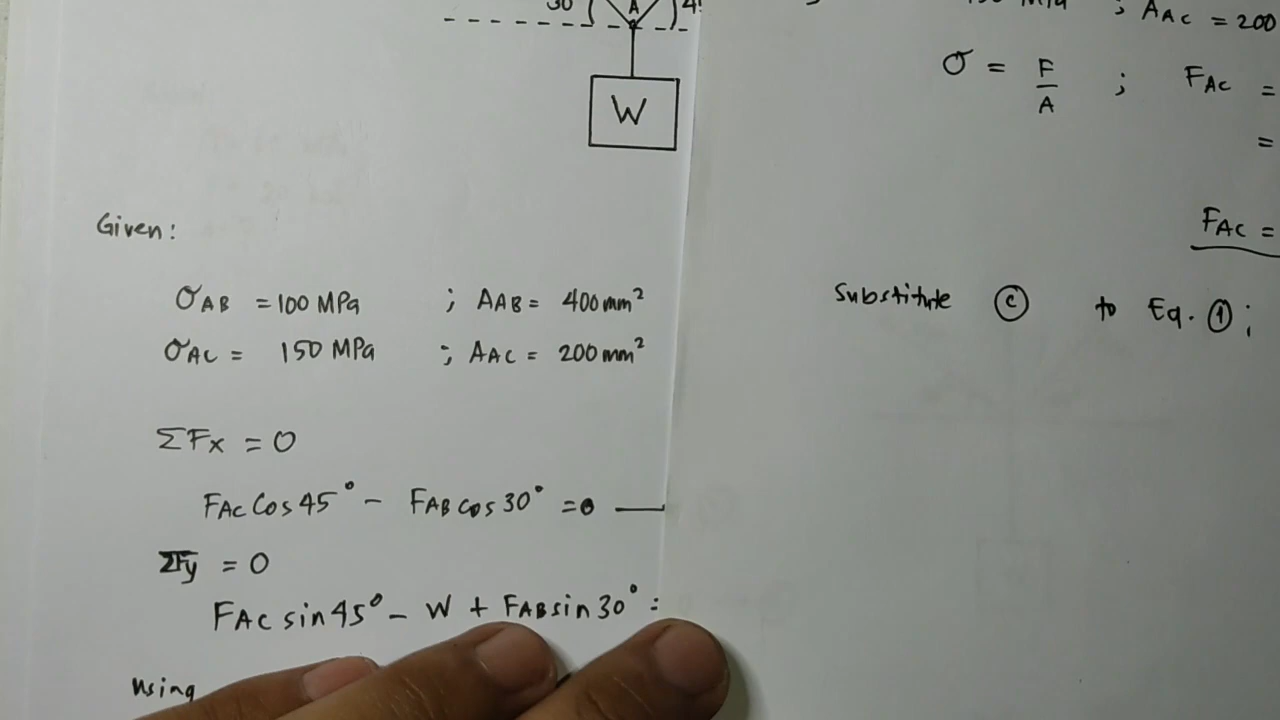 30
A
W
Given:
σAB = 100 MPa ; AAB = 400 mm²
σAC = 150 MPa ; AAC = 200 mm²
ΣFx = 0
FAC Cos 45° - FAB cos 30° = 0
ΣFy = 0
FAC sin 45° - W + FAB sin 30° =
Using
; AAC = 200
σ = F/A ; FAC =
=
FAC =
Substitute Ⓒ to Eq. ①;